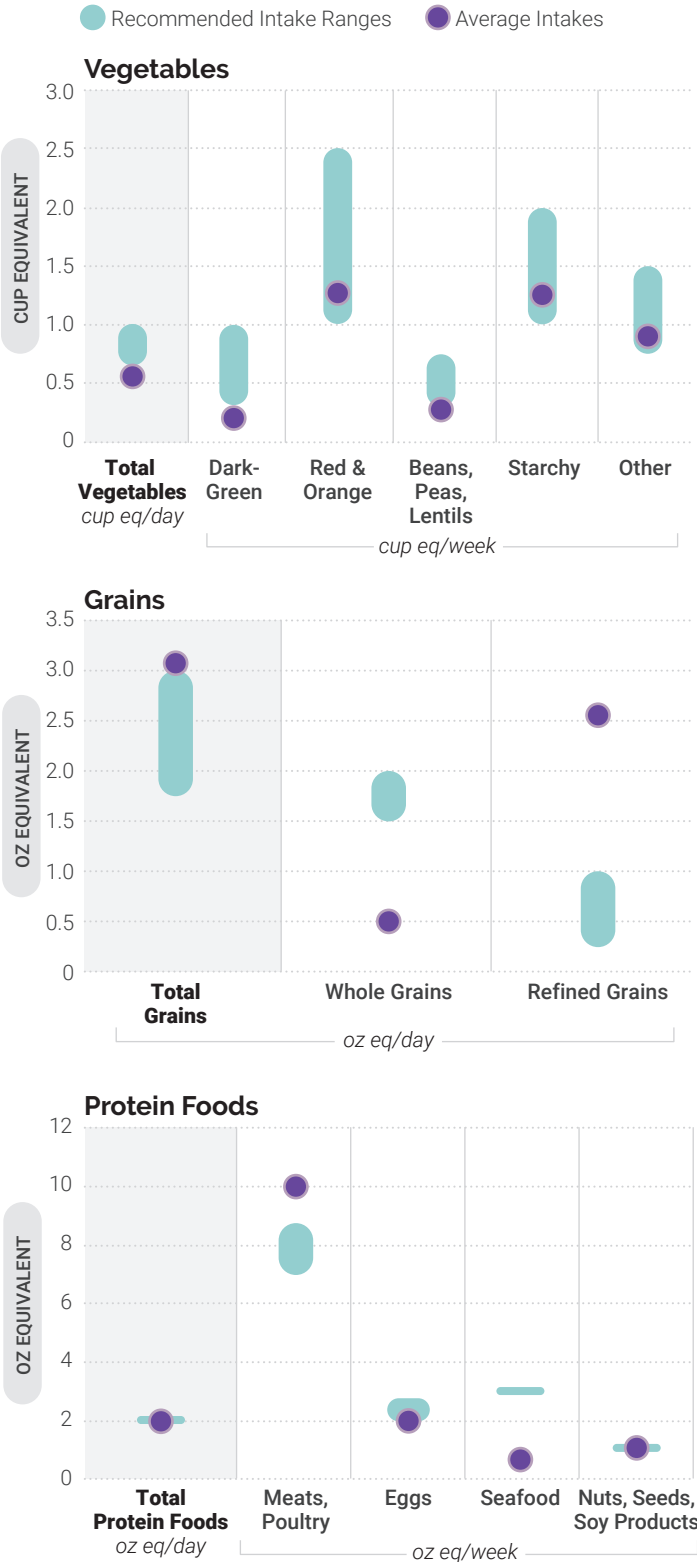 Recommended Intake Ranges Average Intakes
Vegetables
CUP EQUIVALENT
3.0
2.5
2.0
1.5
1.0
0.5
0
Total
Vegetables
cup eq/day
Dark-
Green
Red &
Orange
Beans,
Peas,
Lentils
Starchy
Other
cup eq/week
Grains
OZ EQUIVALENT
3.5
3.0
2.5
2.0
1.5
1.0
0.5
0
Total
Grains
Whole Grains
Refined Grains
oz eq/day
Protein Foods
OZ EQUIVALENT
12
10
8
6
4
2
0
Total
Protein Foods
oz eq/day
Meats,
Poultry
Eggs
Seafood
Nuts, Seeds,
Soy Products
oz eq/week